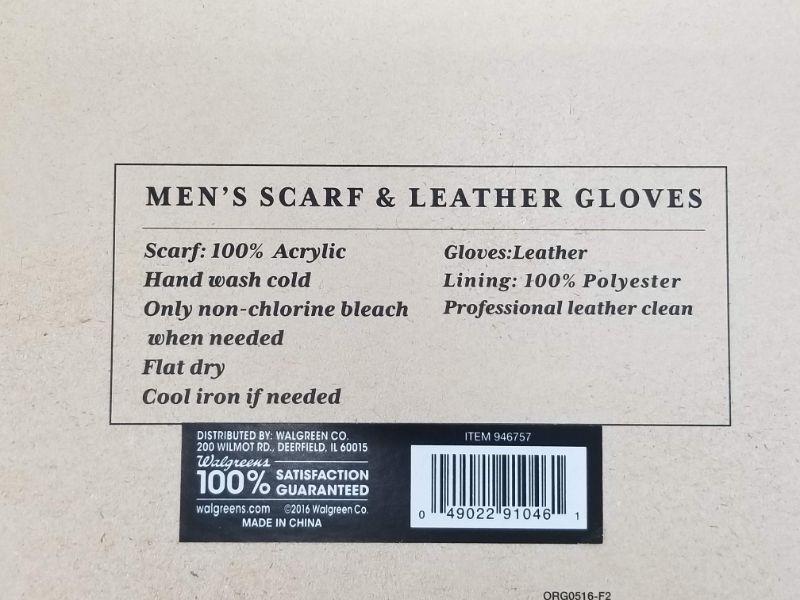 MEN'S SCARF & LEATHER GLOVES
Scarf: 100% Acrylic
Hand wash cold
Only non-chlorine bleach
when needed
Flat dry
Cool iron if needed
Gloves:Leather
Lining: 100% Polyester
Professional leather clean
DISTRIBUTED BY: WALGREEN CO.
200 WILMOT RD., DEERFIELD, IL 60015
Walgreens
100% SATISFACTION
GUARANTEED
walgreens.com ©2016 Walgreen Co.
MADE IN CHINA
ITEM 946757
0 49022 91046 1
ORG0516-F2